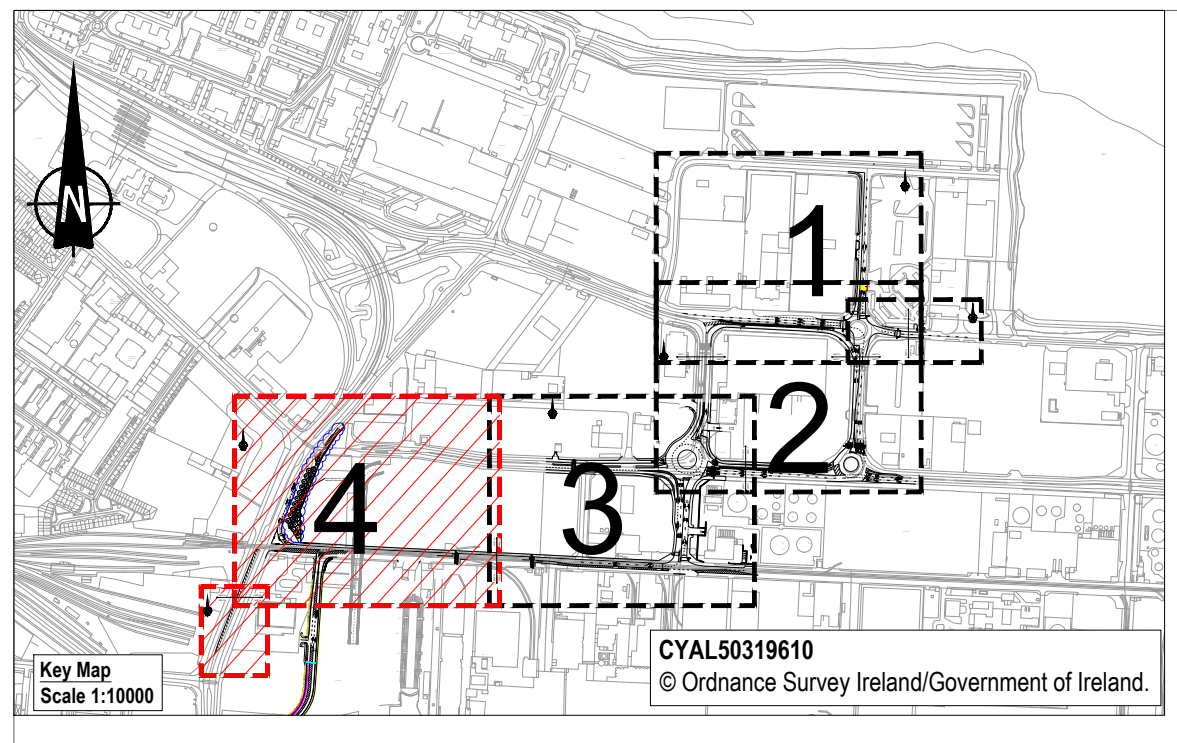 N
1
2
3
4
Key Map
Scale 1:10000
CYAL50319610
© Ordnance Survey Ireland/Government of Ireland.